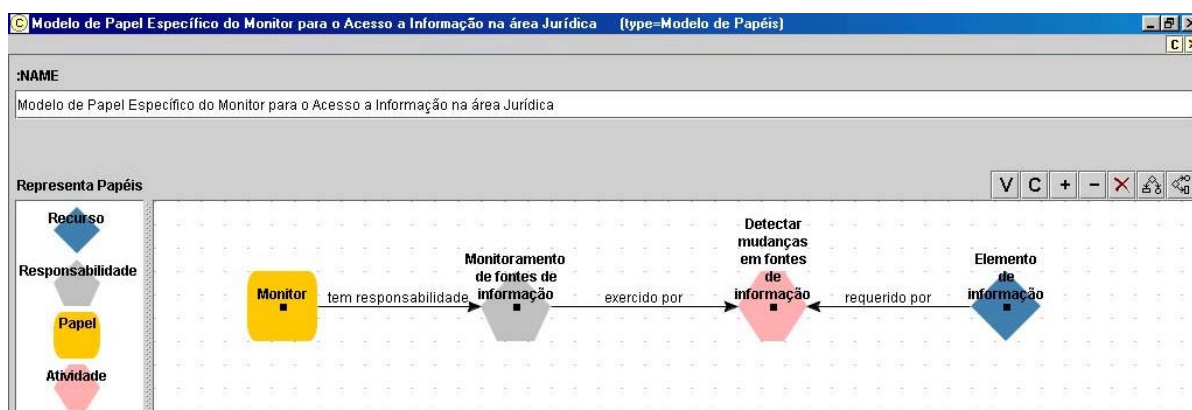 C Modelo de Papel Específico do Monitor para o Acesso a Informação na área Jurídica (type=Modelo de Papéis)
C
:NAME
Modelo de Papel Específico do Monitor para o Acesso a Informação na área Jurídica
Representa Papéis
V C + −
Recurso
Responsabilidade
Papel
Atividade
Monitor
tem responsabilidade
Monitoramento
de fontes de
informação
exercido por
Detectar
mudanças
em fontes
de
informação
requerido por
Elemento
de
informação